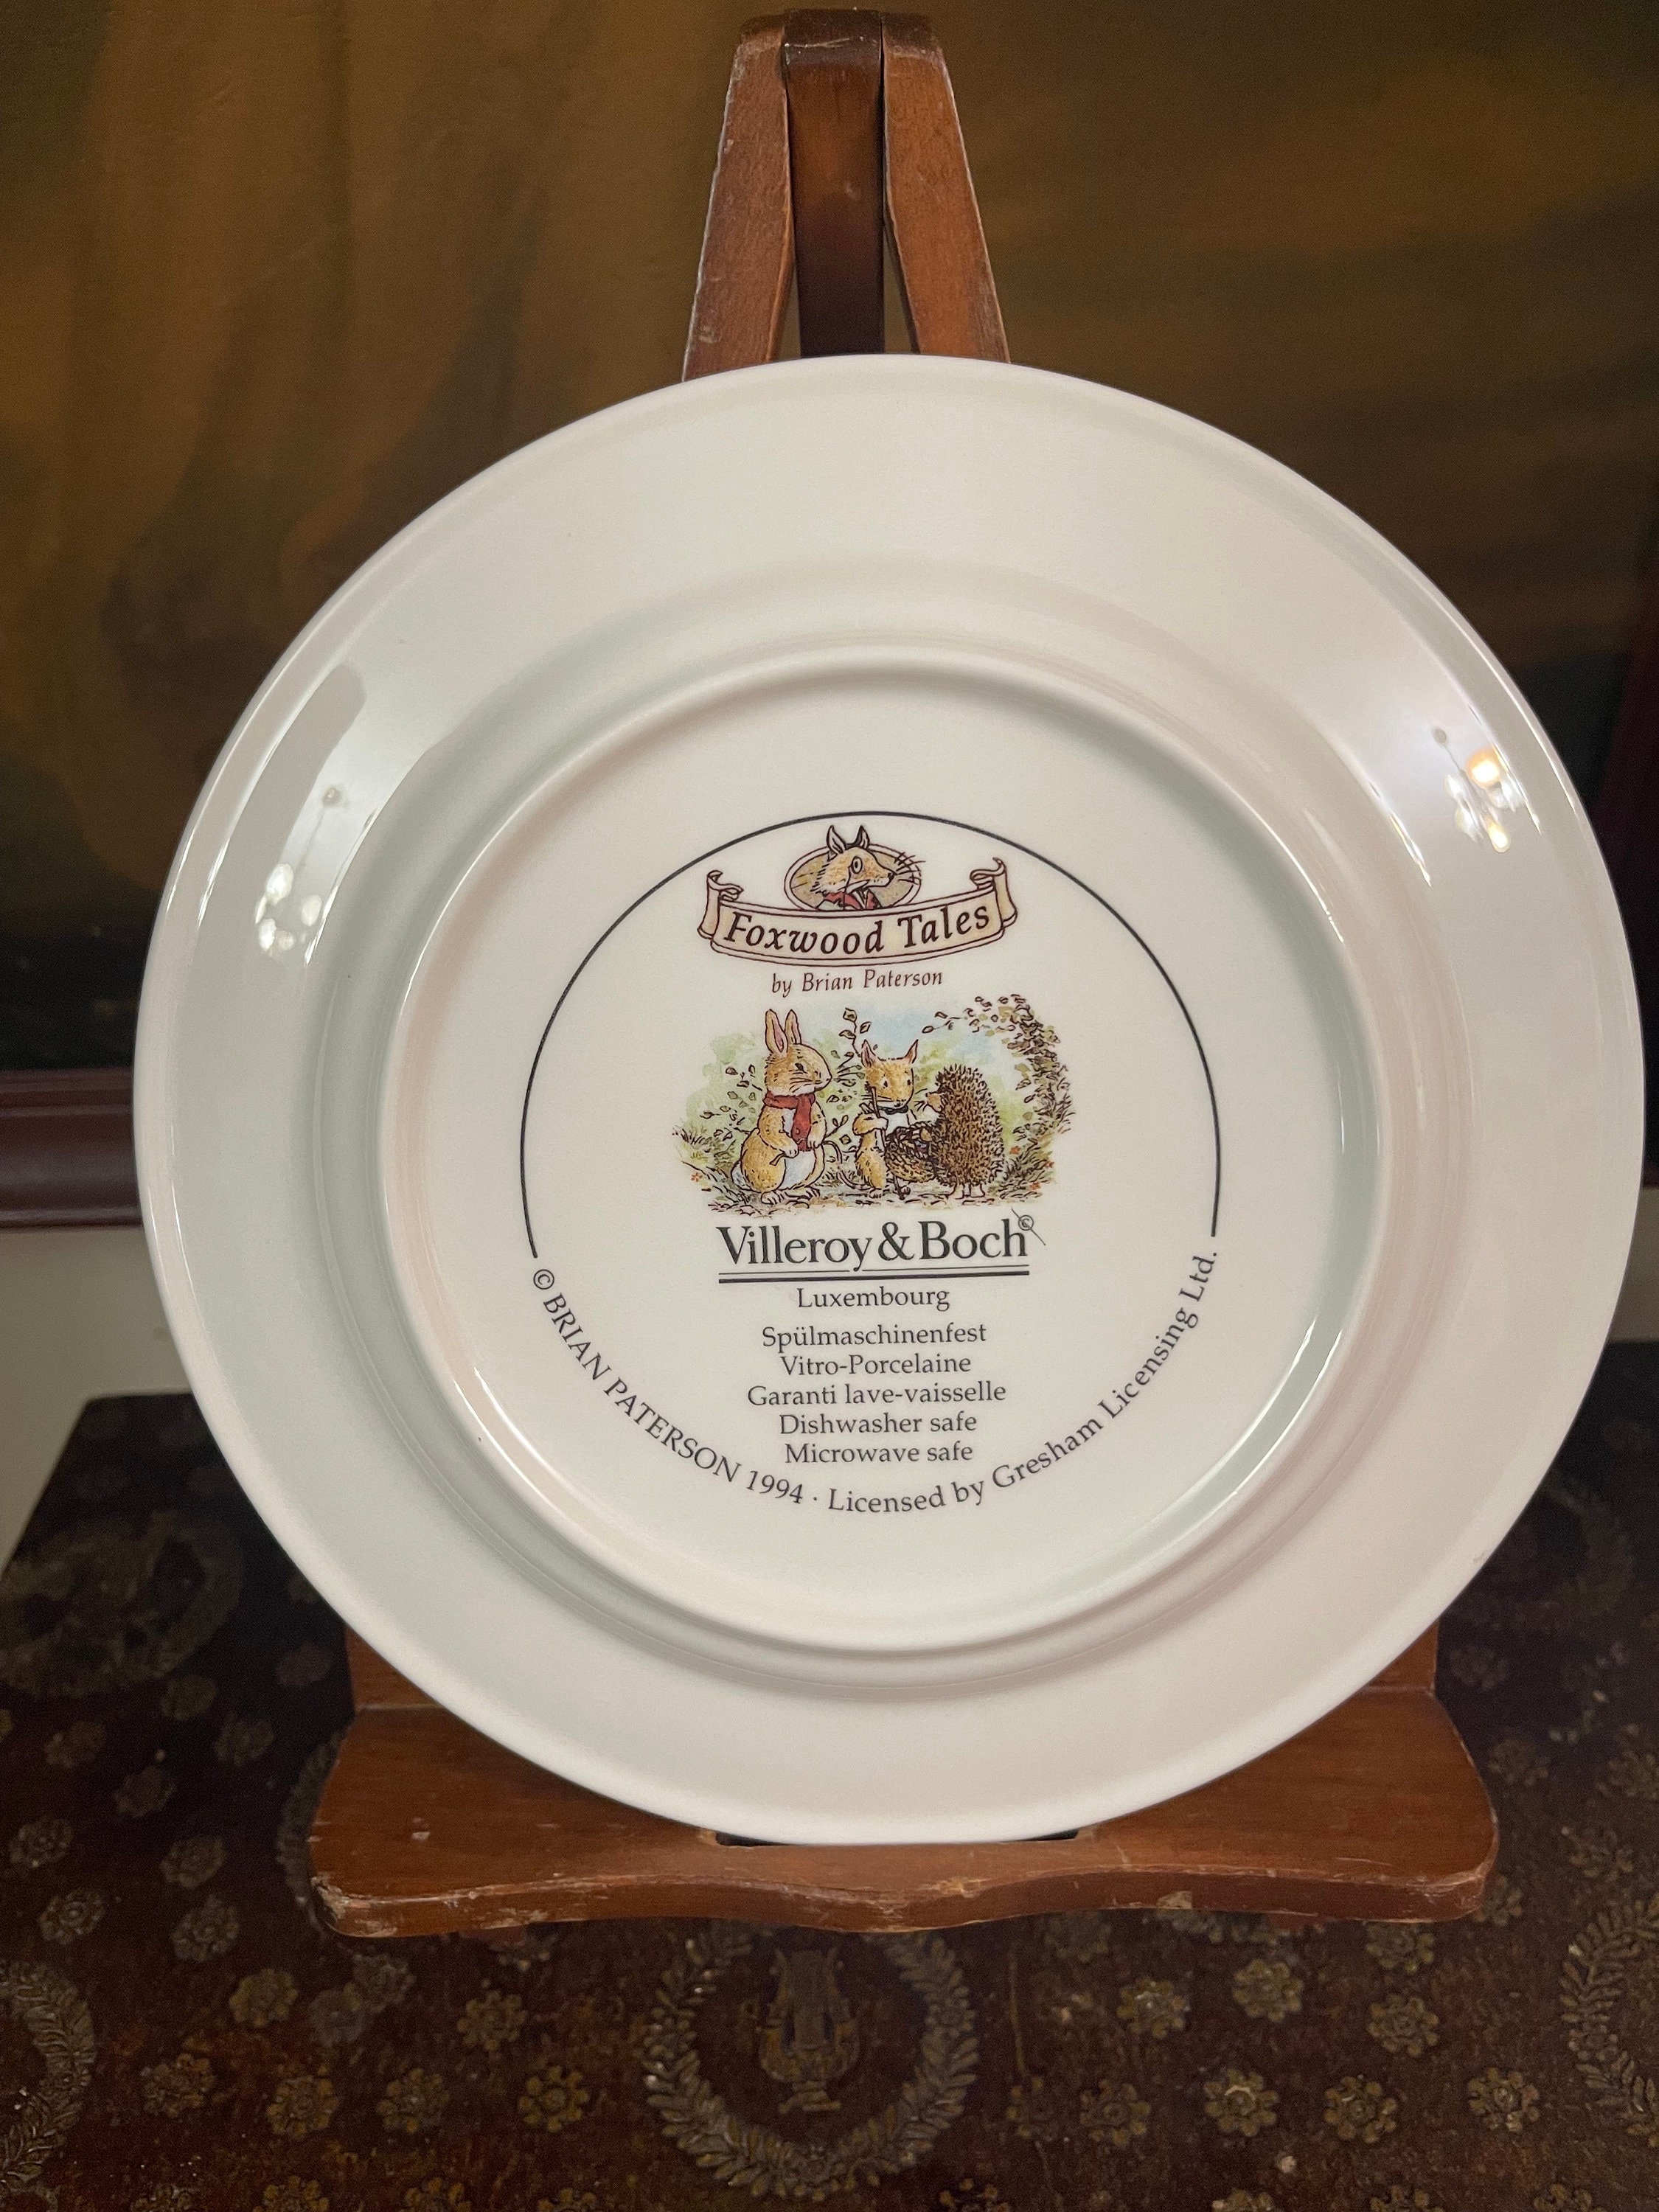 Foxwood Tales
by Brian Paterson
Villeroy & Boch©
Luxembourg
Spülmaschinenfest
Vitro-Porcelaine
Garanti lave-vaisselle
Dishwasher safe
Microwave safe
© BRIAN PATERSON 1994 · Licensed by Gresham Licensing Ltd.